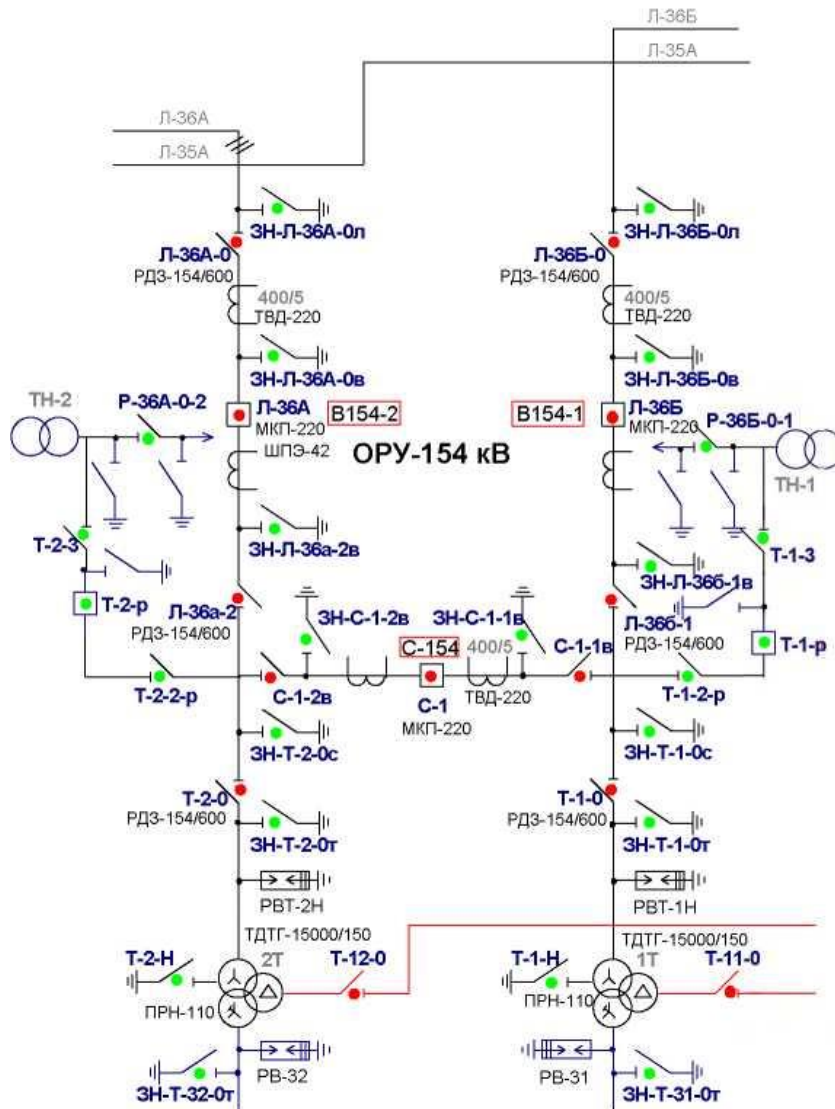 Л-36Б
Л-35А
Л-36А
Л-35А
ЗН-Л-36А-0л
ЗН-Л-36Б-0л
Л-36А-0
РДЗ-154/600
Л-36Б-0
РДЗ-154/600
400/5
ТВД-220
400/5
ТВД-220
ЗН-Л-36А-0в
ЗН-Л-36Б-0в
ТН-2
Р-36А-0-2
Л-36А
В154-2
МКП-220
ШПЭ-42
В154-1
Л-36Б
МКП-220
Р-36Б-0-1
ОРУ-154 кВ
ТН-1
Т-2-3
ЗН-Л-36а-2в
Т-1-3
ЗН-Л-36б-1в
Т-2-р
Л-36а-2
РДЗ-154/600
ЗН-С-1-2в
ЗН-С-1-1в
Л-36б-1
РДЗ-154/600
Т-1-р
С-154
400/5
С-1-1в
Т-2-2-р
С-1-2в
С-1
МКП-220
ТВД-220
Т-1-2-р
ЗН-Т-2-0с
ЗН-Т-1-0с
Т-2-0
РДЗ-154/600
Т-1-0
РДЗ-154/600
ЗН-Т-2-0т
ЗН-Т-1-0т
РВТ-2Н
РВТ-1Н
ТДТГ-15000/150
ТДТГ-15000/150
Т-2-Н
2Т
Т-12-0
Т-1-Н
1Т
Т-11-0
ПРН-110
ПРН-110
РВ-32
РВ-31
ЗН-Т-32-0т
ЗН-Т-31-0т